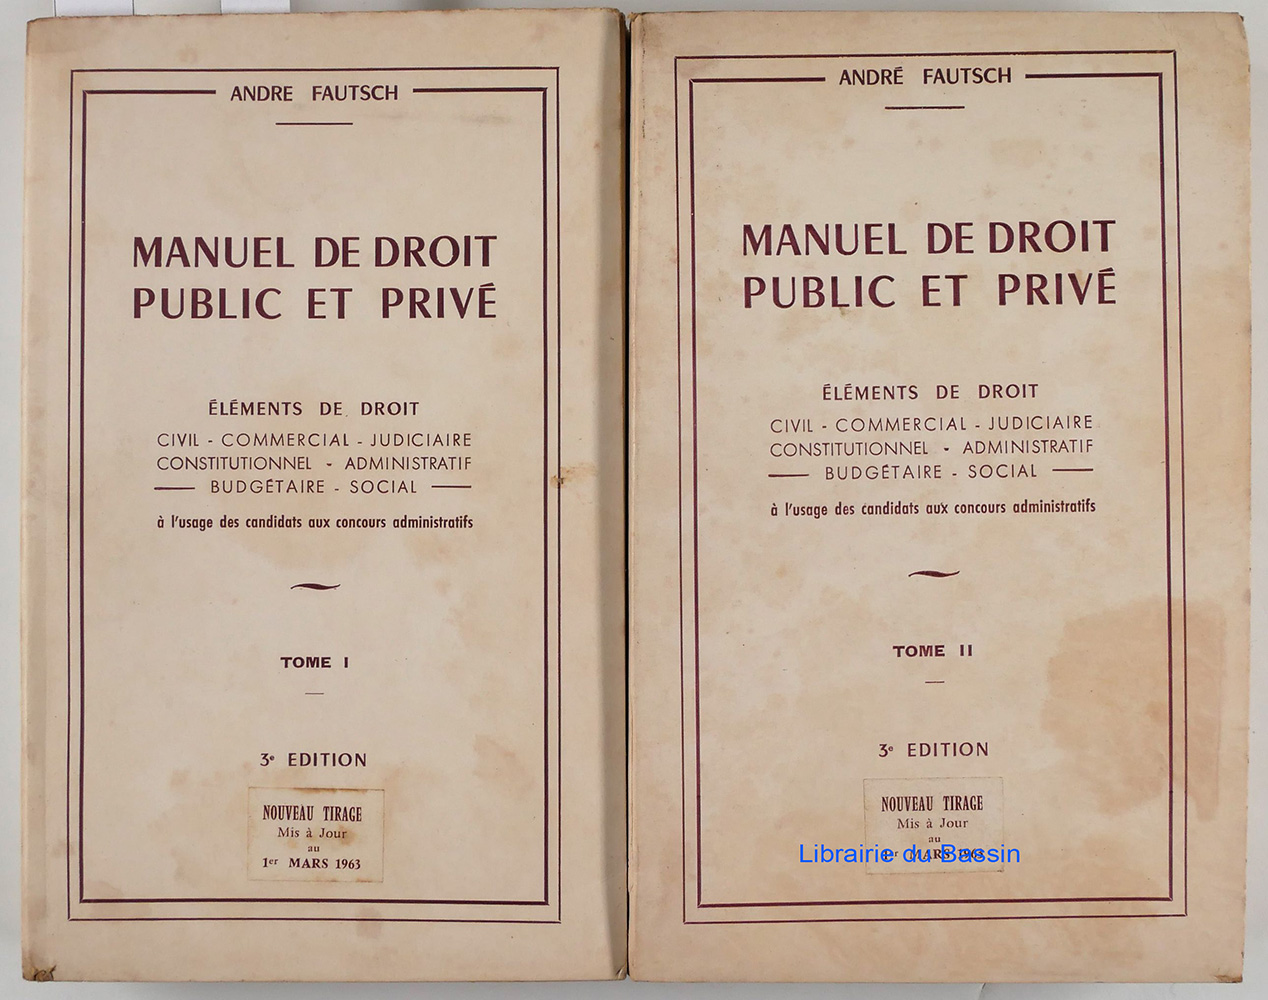 ANDRE FAUTSCH
MANUEL DE DROIT
PUBLIC ET PRIVÉ
ÉLÉMENTS DE DROIT
CIVIL - COMMERCIAL - JUDICIAIRE
CONSTITUTIONNEL - ADMINISTRATIF
BUDGÉTAIRE - SOCIAL
à l'usage des candidats aux concours administratifs
TOME I
3e EDITION
NOUVEAU TIRAGE
Mis à Jour
au
1er MARS 1963
ANDRÉ FAUTSCH
MANUEL DE DROIT
PUBLIC ET PRIVÉ
ÉLÉMENTS DE DROIT
CIVIL - COMMERCIAL - JUDICIAIRE
CONSTITUTIONNEL - ADMINISTRATIF
BUDGÉTAIRE - SOCIAL
à l'usage des candidats aux concours administratifs
TOME II
3e EDITION
NOUVEAU TIRAGE
Mis à Jour
au
1er MARS 1963
Librairie du Bassin